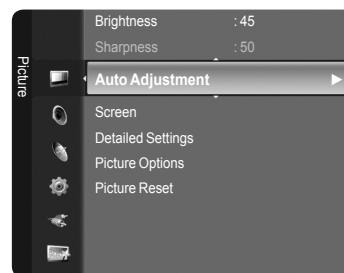 Picture
Brightness : 45
Sharpness : 50
Auto Adjustment
Screen
Detailed Settings
Picture Options
Picture Reset